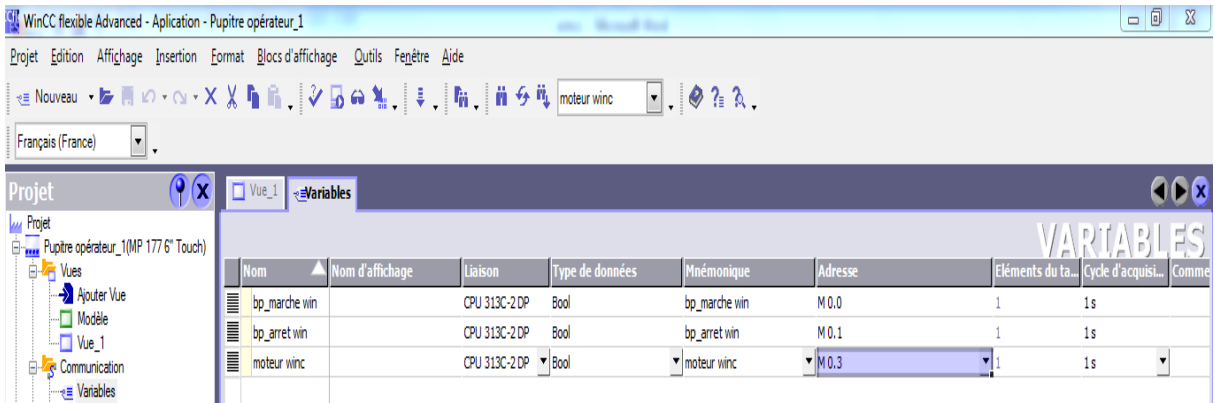 WinCC flexible Advanced - Aplication - Pupitre opérateur_1
Projet Edition Affichage Insertion Format Blocs d'affichage Outils Fenêtre Aide
Nouveau moteur winc
Français (France)
Projet Vue_1 Variables
Projet
Pupitre opérateur_1(MP 177 6" Touch) VARIABLES
Vues Nom Nom d'affichage Liaison Type de données Mnémonique Adresse Eléments du ta... Cycle d'acquisi... Comme
Ajouter Vue bp_marche win CPU 313C-2 DP Bool bp_marche win M 0.0 1 1 s
Modèle
Vue_1 bp_arret win CPU 313C-2 DP Bool bp_arret win M 0.1 1 1 s
Communication moteur winc CPU 313C-2 DP Bool moteur winc M 0.3 1 1 s
Variables